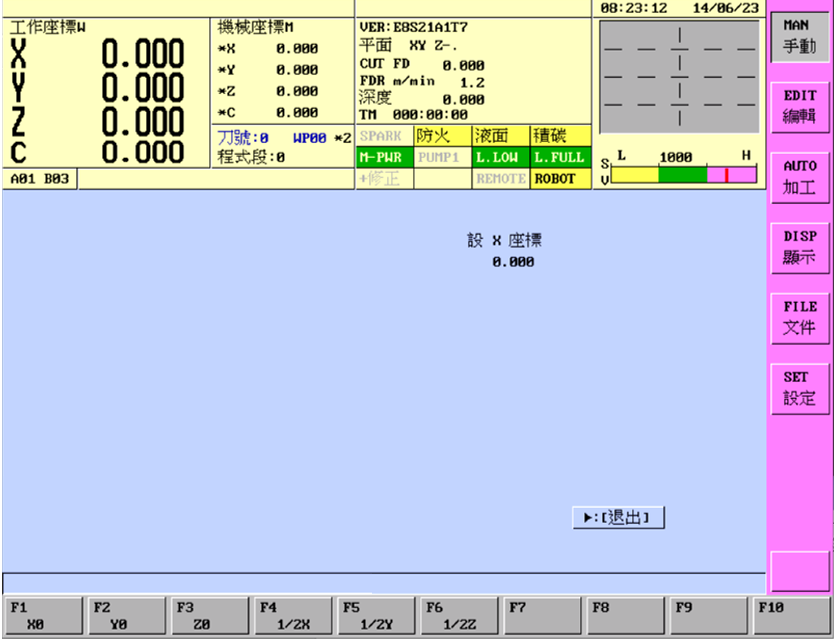 08:23:12 14/06/23
工作座標W
X 0.000
Y 0.000
Z 0.000
C 0.000
A01 B03
機械座標M
*X 0.000
*Y 0.000
*Z 0.000
*C 0.000
刀號:0 WP00 *2
程式段:0
VER:E8S21A1T7
平面 XY Z-.
CUT FD 0.000
FDR m/min 1.2
深度 0.000
TM 000:00:00
SPARK 防火 液面 積碳
M-PWR PUMP1 L.LOW L.FULL
+修正 REMOTE ROBOT
L 1000 H
S
V
設 X 座標
0.000
▶:[退出]
MAN
手動
EDIT
編輯
AUTO
加工
DISP
顯示
FILE
文件
SET
設定
F1 F2 F3 F4 F5 F6 F7 F8 F9 F10
X0 Y0 Z0 1/2X 1/2Y 1/2Z